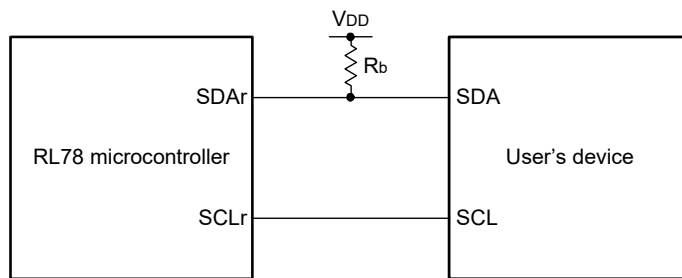 VDD
Rb
SDAr SDA
RL78 microcontroller User's device
SCLr SCL